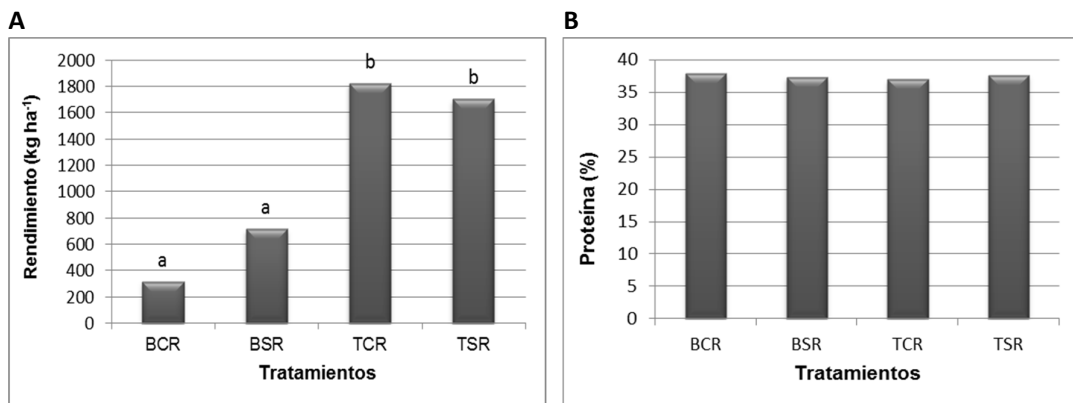 A
Rendimiento (kg ha⁻¹)
2000
1800
1600
1400
1200
1000
800
600
400
200
0
a
a
b
b
BCR BSR TCR TSR
Tratamientos
B
Proteína (%)
40
35
30
25
20
15
10
5
0
BCR BSR TCR TSR
Tratamientos